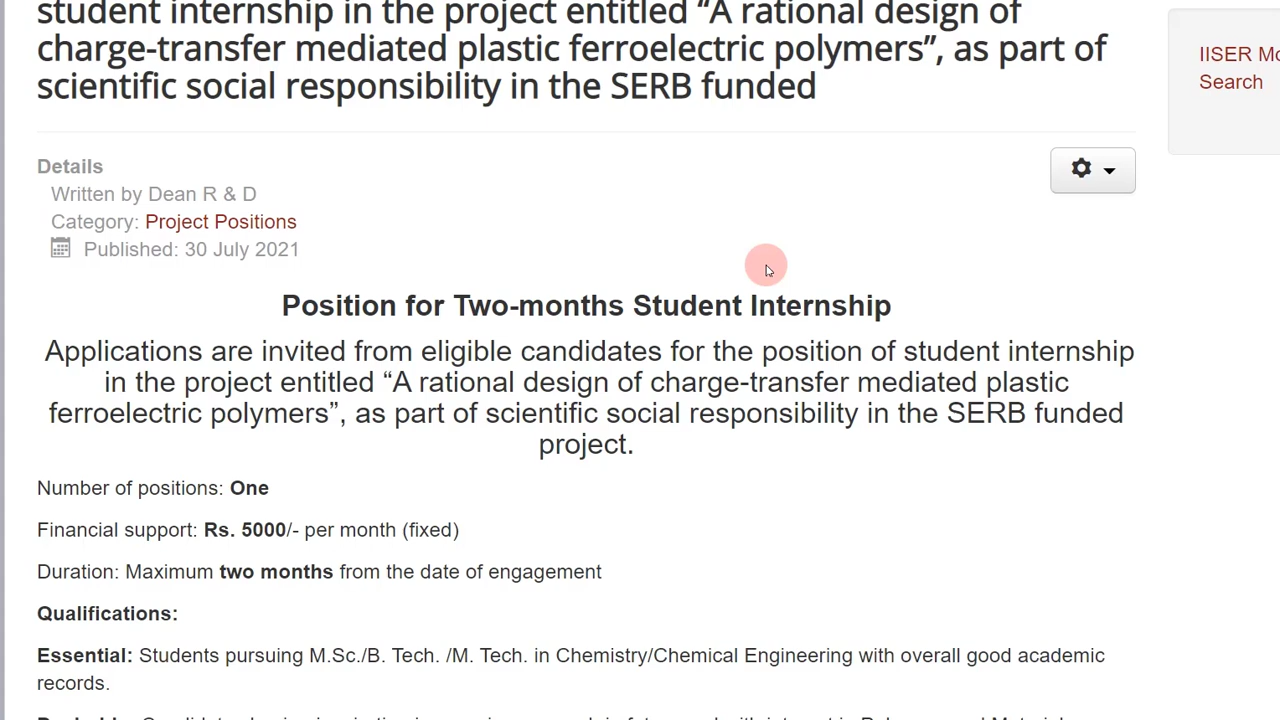 student internship in the project entitled “A rational design of
charge-transfer mediated plastic ferroelectric polymers”, as part of
scientific social responsibility in the SERB funded
IISER
Search
Details
Written by Dean R & D
Category: Project Positions
Published: 30 July 2021
Position for Two-months Student Internship
Applications are invited from eligible candidates for the position of student internship
in the project entitled “A rational design of charge-transfer mediated plastic
ferroelectric polymers”, as part of scientific social responsibility in the SERB funded
project.
Number of positions: One
Financial support: Rs. 5000/- per month (fixed)
Duration: Maximum two months from the date of engagement
Qualifications:
Essential: Students pursuing M.Sc./B. Tech. /M. Tech. in Chemistry/Chemical Engineering with overall good academic
records.